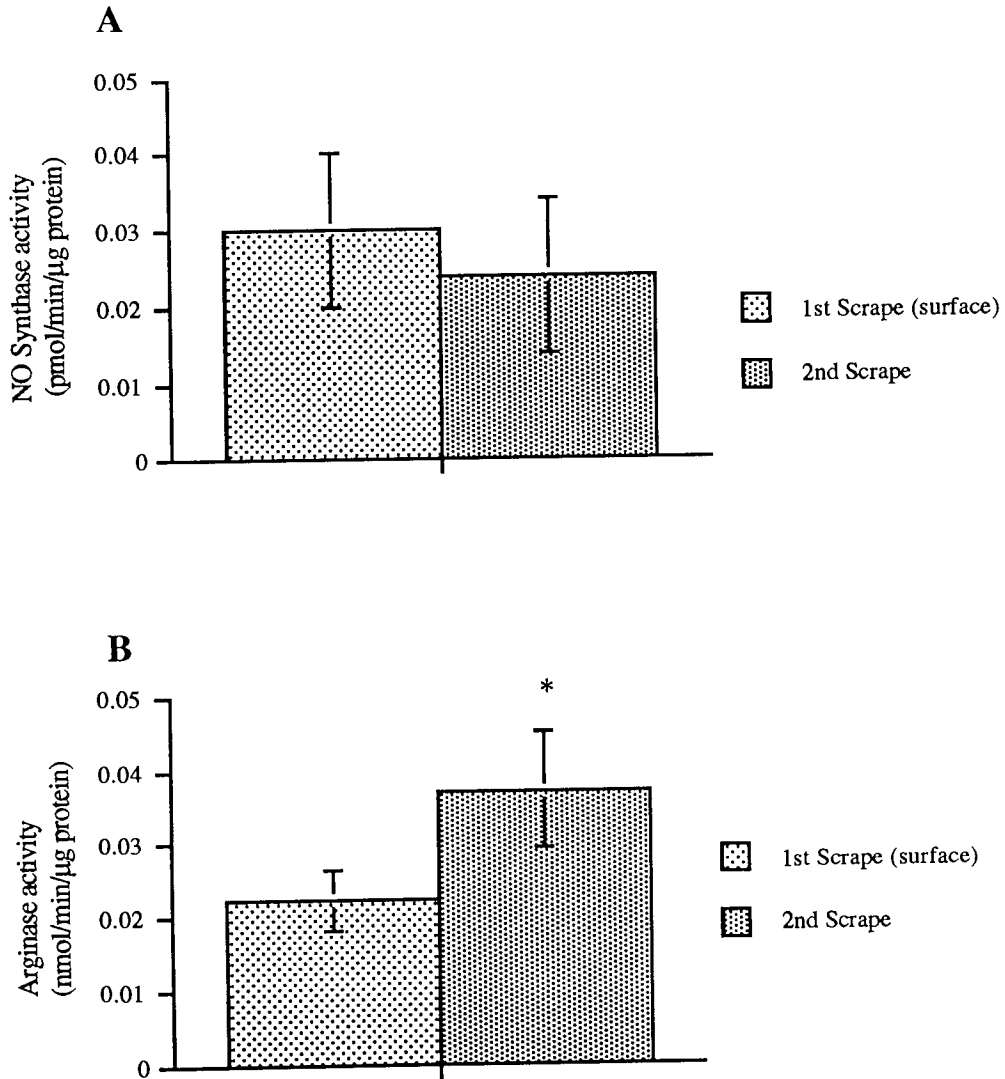 A
0.05
0.04
0.03
0.02
0.01
0
NO Synthase activity
(pmol/min/µg protein)
1st Scrape (surface)
2nd Scrape
B
*
0.05
0.04
0.03
0.02
0.01
0
Arginase activity
(nmol/min/µg protein)
1st Scrape (surface)
2nd Scrape